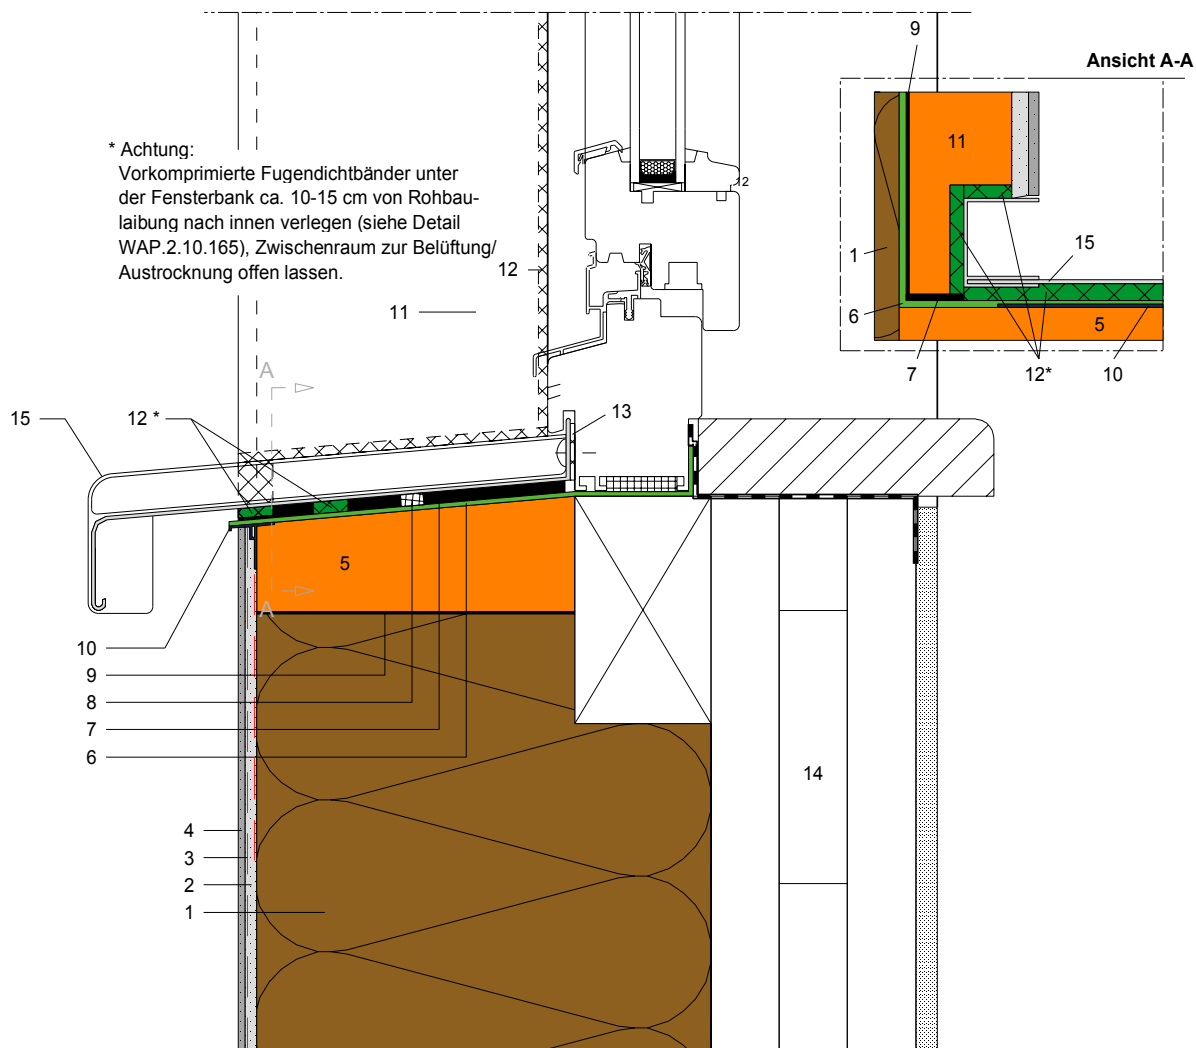 9
Ansicht A-A
* Achtung:
Vorkomprimierte Fugendichtbänder unter
der Fensterbank ca. 10-15 cm von Rohbau-
laibung nach innen verlegen (siehe Detail
WAP.2.10.165), Zwischenraum zur Belüftung/
Austrocknung offen lassen.
11
12
1
15
12
6
5
11
7
12*
10
A
15
12 *
13
5
A
10
9
8
7
6
14
4
3
2
1